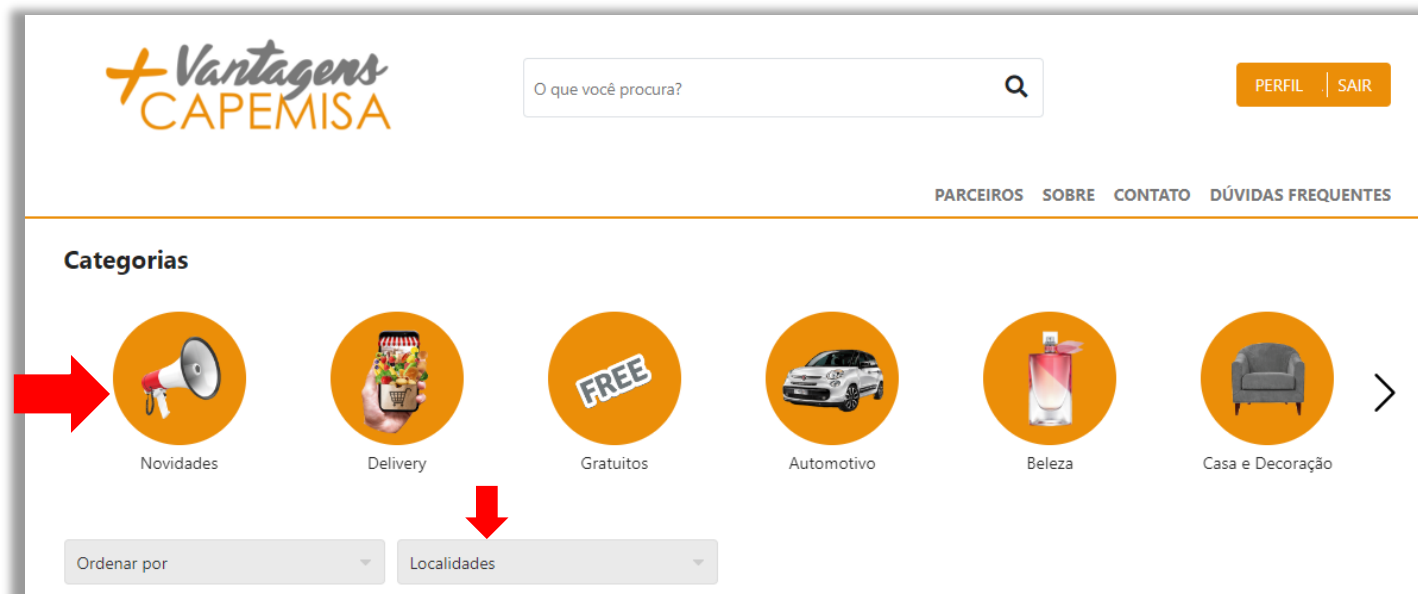 +Vantagens
CAPEMISA
O que você procura?
PERFIL . | SAIR
PARCEIROS SOBRE CONTATO DÚVIDAS FREQUENTES
Categorias
FREE
Novidades Delivery Gratuitos Automotivo Beleza Casa e Decoração
Ordenar por Localidades